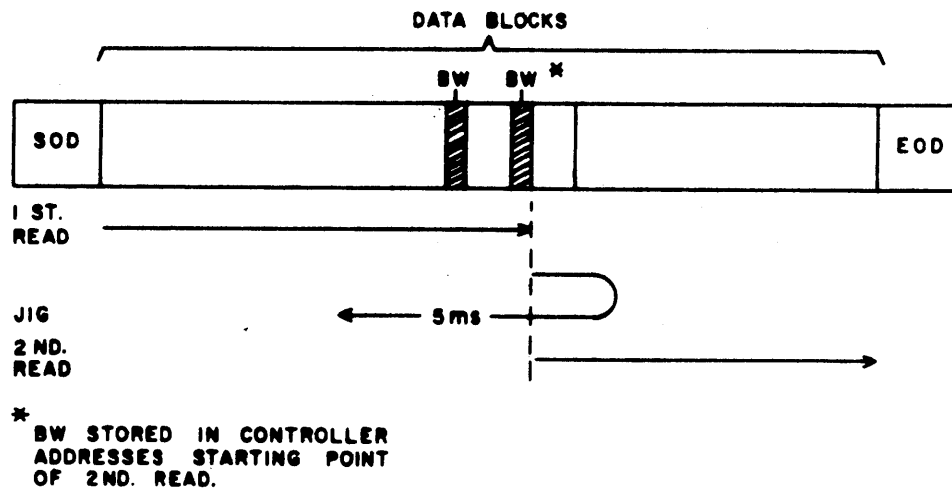 DATA BLOCKS
BW BW *
SOD EOD
1 ST.
READ
JIG 5ms
2 ND.
READ
*
BW STORED IN CONTROLLER
ADDRESSES STARTING POINT
OF 2ND. READ.